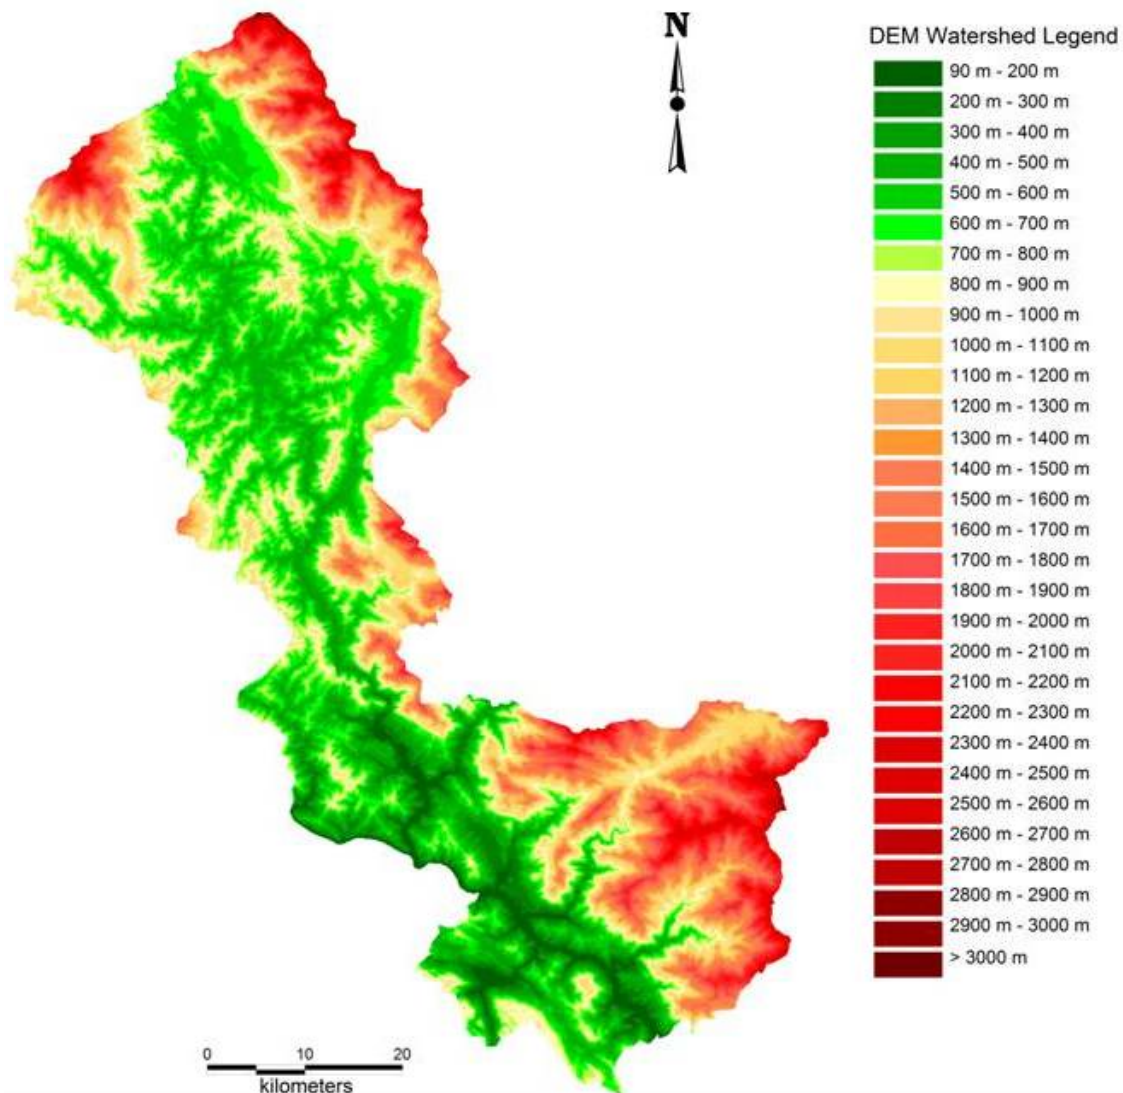 N
DEM Watershed Legend
90 m - 200 m
200 m - 300 m
300 m - 400 m
400 m - 500 m
500 m - 600 m
600 m - 700 m
700 m - 800 m
800 m - 900 m
900 m - 1000 m
1000 m - 1100 m
1100 m - 1200 m
1200 m - 1300 m
1300 m - 1400 m
1400 m - 1500 m
1500 m - 1600 m
1600 m - 1700 m
1700 m - 1800 m
1800 m - 1900 m
1900 m - 2000 m
2000 m - 2100 m
2100 m - 2200 m
2200 m - 2300 m
2300 m - 2400 m
2400 m - 2500 m
2500 m - 2600 m
2600 m - 2700 m
2700 m - 2800 m
2800 m - 2900 m
2900 m - 3000 m
> 3000 m
0 10 20
kilometers